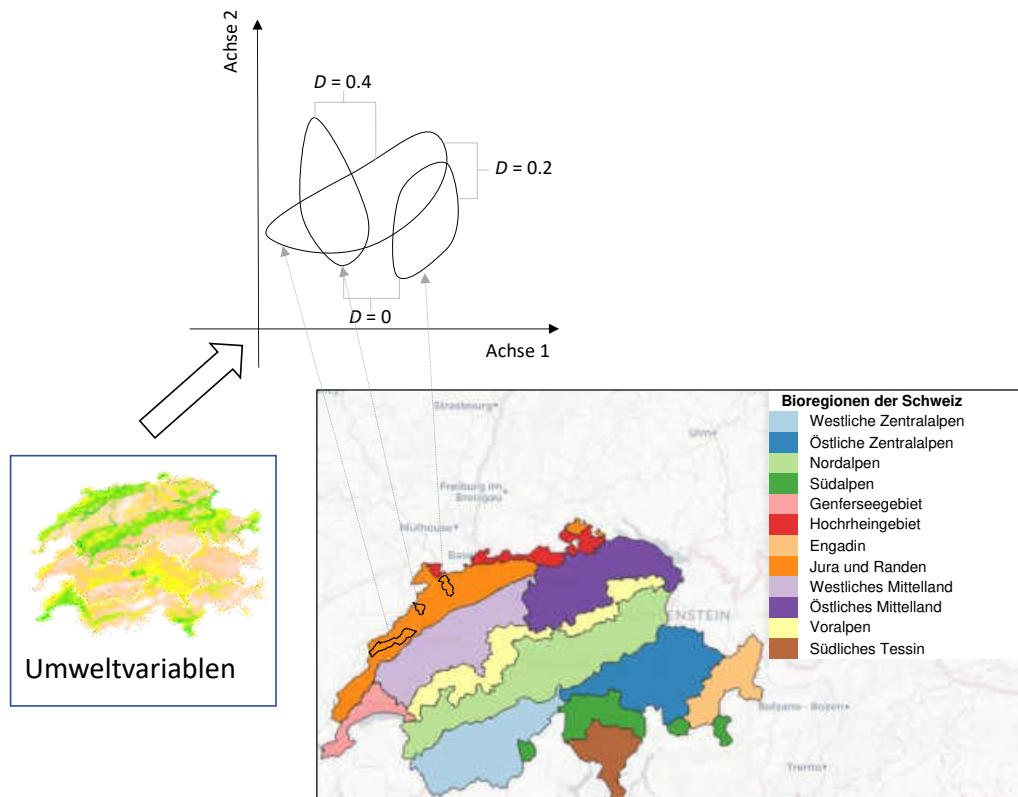 Achse 2
D = 0.4
D = 0.2
D = 0
Achse 1
Umweltvariablen
Strasbourg
Ulm
Freiburg im
Breisgau
Mulhouse
ENSTEIN
Bolzano - Bozen
Trento
Bioregionen der Schweiz
Westliche Zentralalpen
Östliche Zentralalpen
Nordalpen
Südalpen
Genferseegebiet
Hochrheingebiet
Engadin
Jura und Randen
Westliches Mittelland
Östliches Mittelland
Voralpen
Südliches Tessin